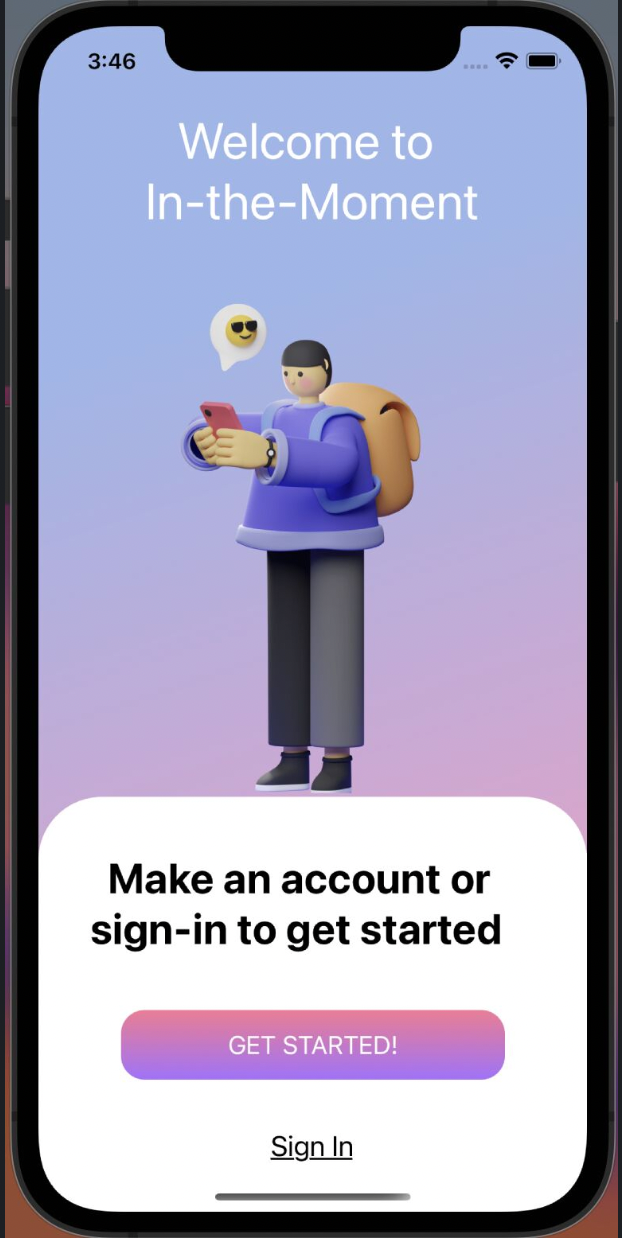 3:46
Welcome to
In-the-Moment
Make an account or
sign-in to get started
GET STARTED!
Sign In